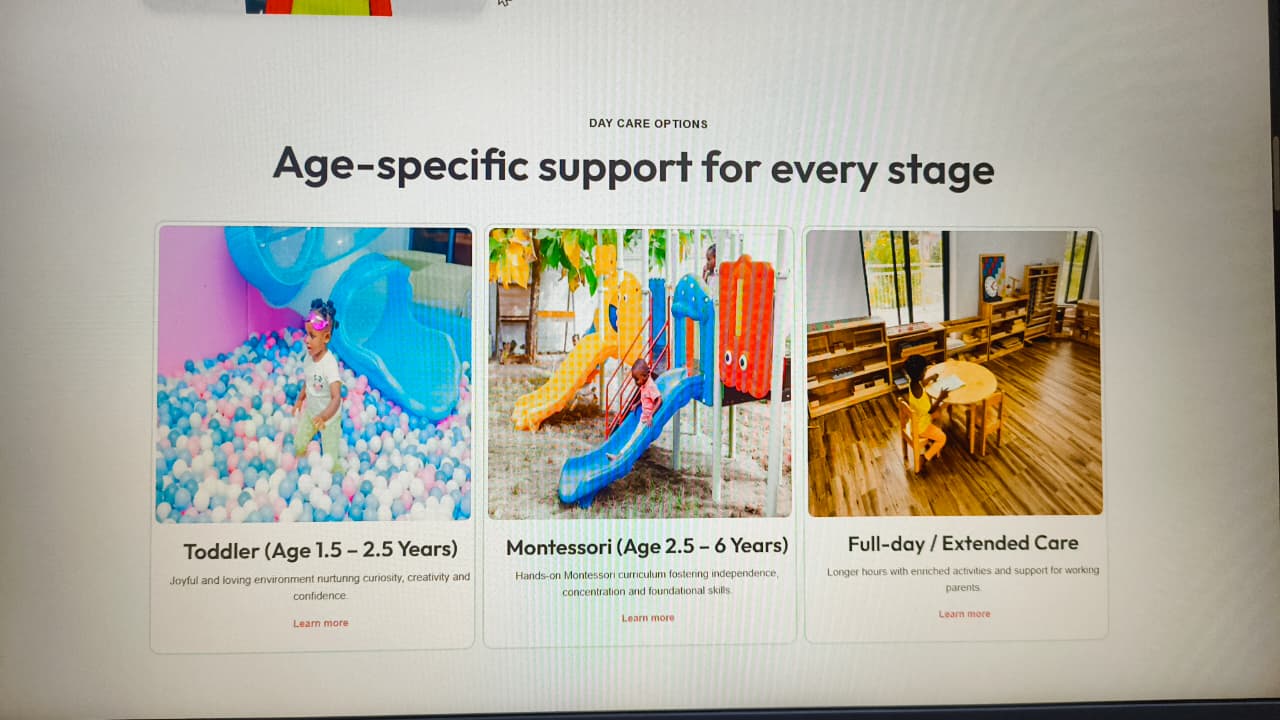 DAY CARE OPTIONS
Age-specific support for every stage
Toddler (Age 1.5 – 2.5 Years)
Joyful and loving environment nurturing curiosity, creativity and
confidence.
Learn more
Montessori (Age 2.5 – 6 Years)
Hands-on Montessori curriculum fostering independence,
concentration and foundational skills.
Learn more
Full-day / Extended Care
Longer hours with enriched activities and support for working
parents.
Learn more